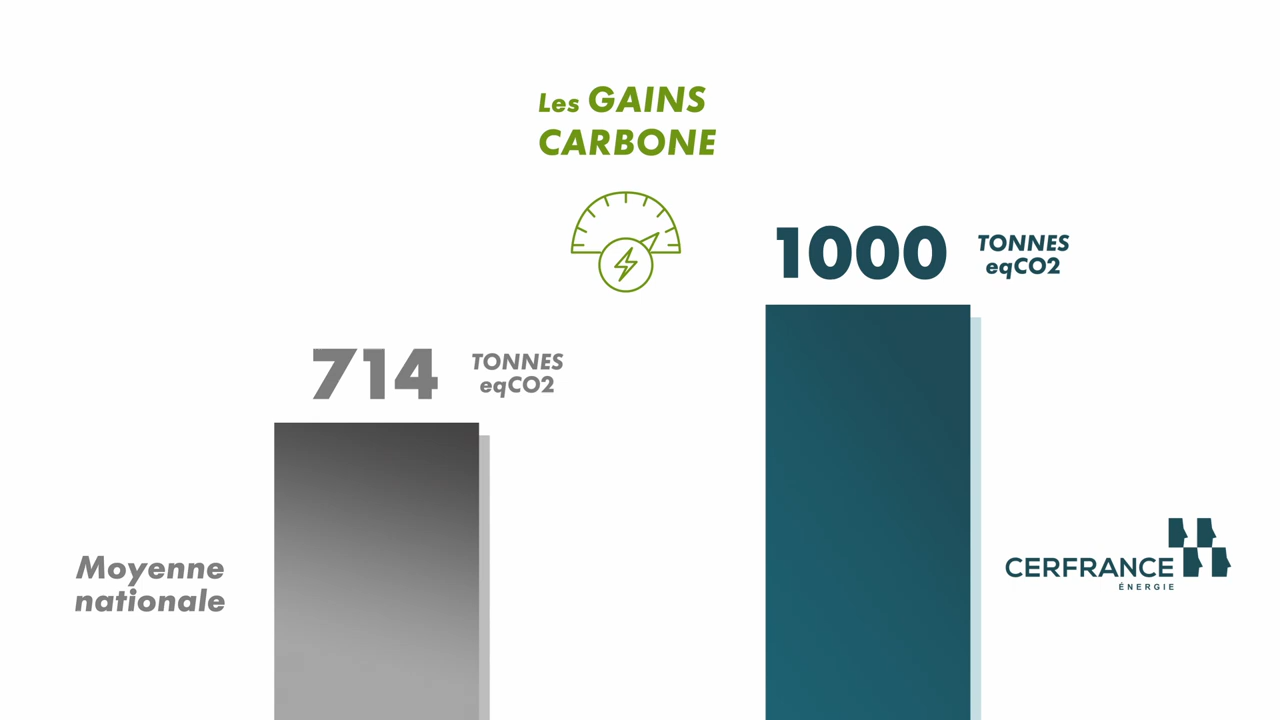 Les GAINS
CARBONE
1000
TONNES
eqCO2
714
TONNES
eqCO2
Moyenne
nationale
CERFRANCE
ÉNERGIE